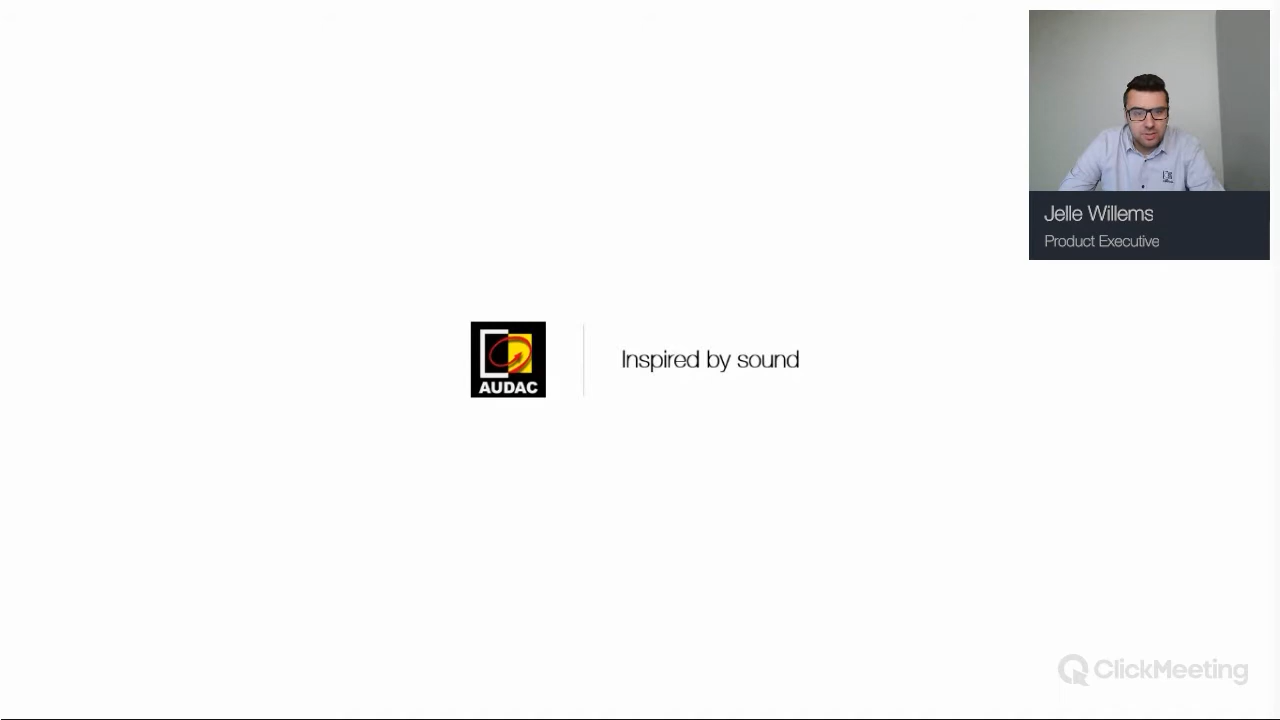 Jelle Willems
Product Executive
AUDAC
Inspired by sound
ClickMeeting